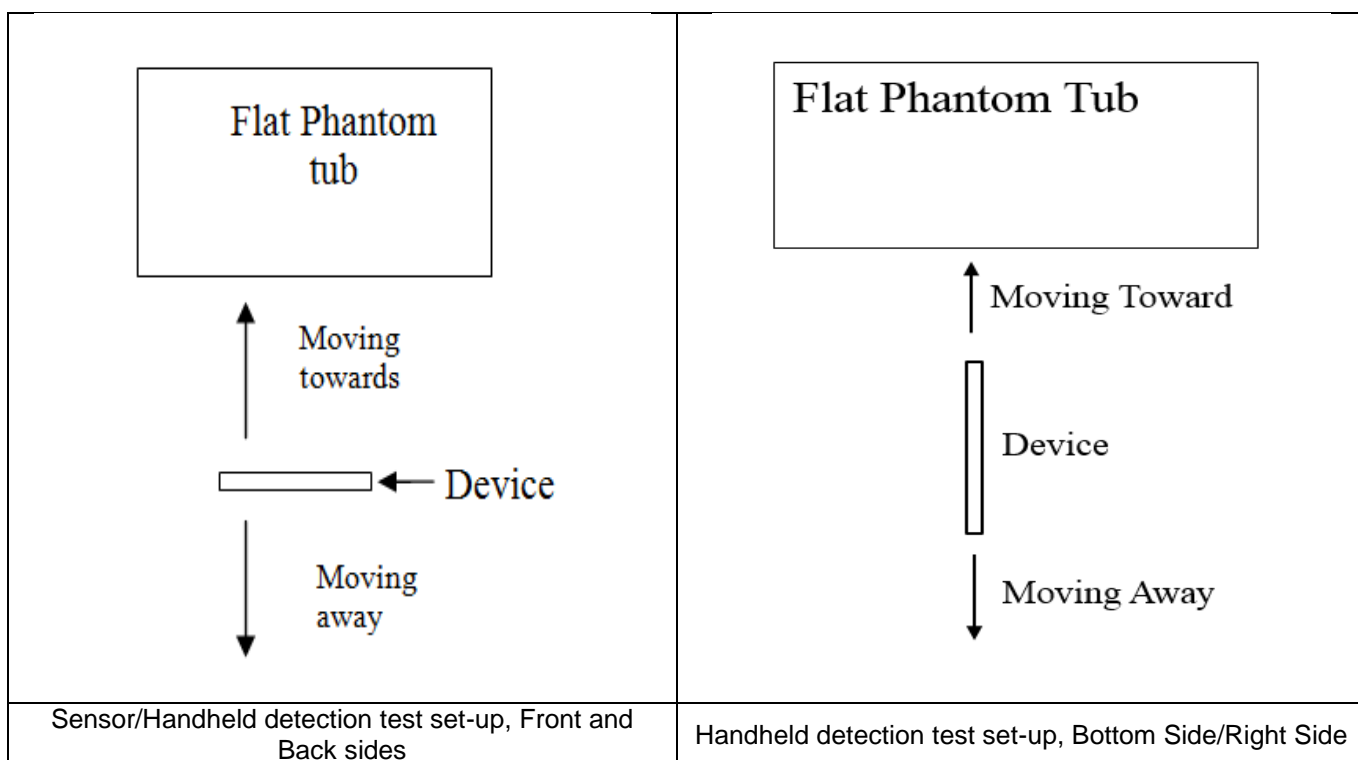 Flat Phantom
tub
Moving
towards
Device
Moving
away
Sensor/Handheld detection test set-up, Front and
Back sides
Flat Phantom Tub
Moving Toward
Device
Moving Away
Handheld detection test set-up, Bottom Side/Right Side